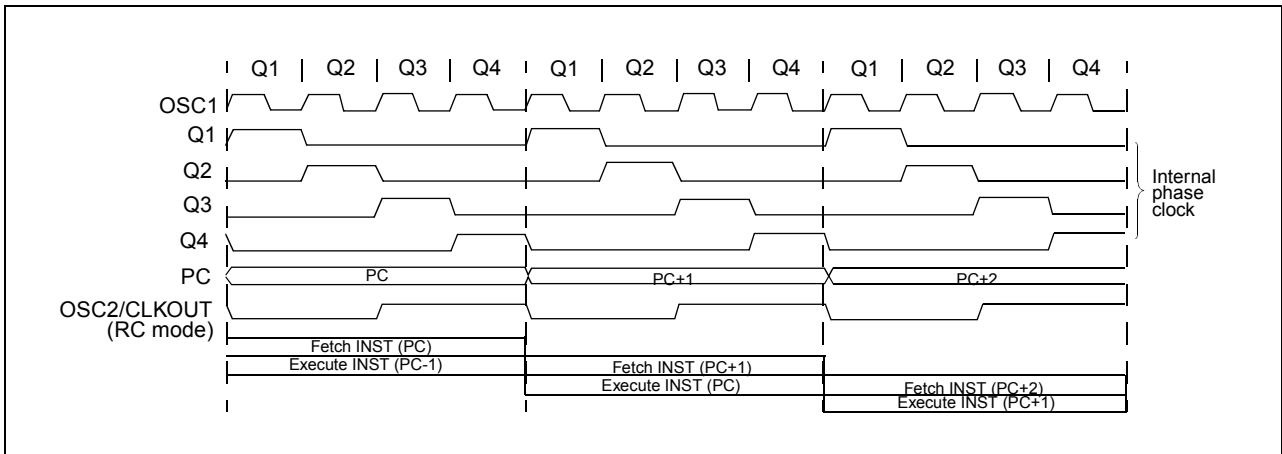 Q1 Q2 Q3 Q4 Q1 Q2 Q3 Q4 Q1 Q2 Q3 Q4
OSC1
Q1
Q2
Q3
Q4
Internal
phase
clock
PC PC PC+1 PC+2
OSC2/CLKOUT
(RC mode)
Fetch INST (PC)
Execute INST (PC-1) Fetch INST (PC+1)
Execute INST (PC) Fetch INST (PC+2)
Execute INST (PC+1)